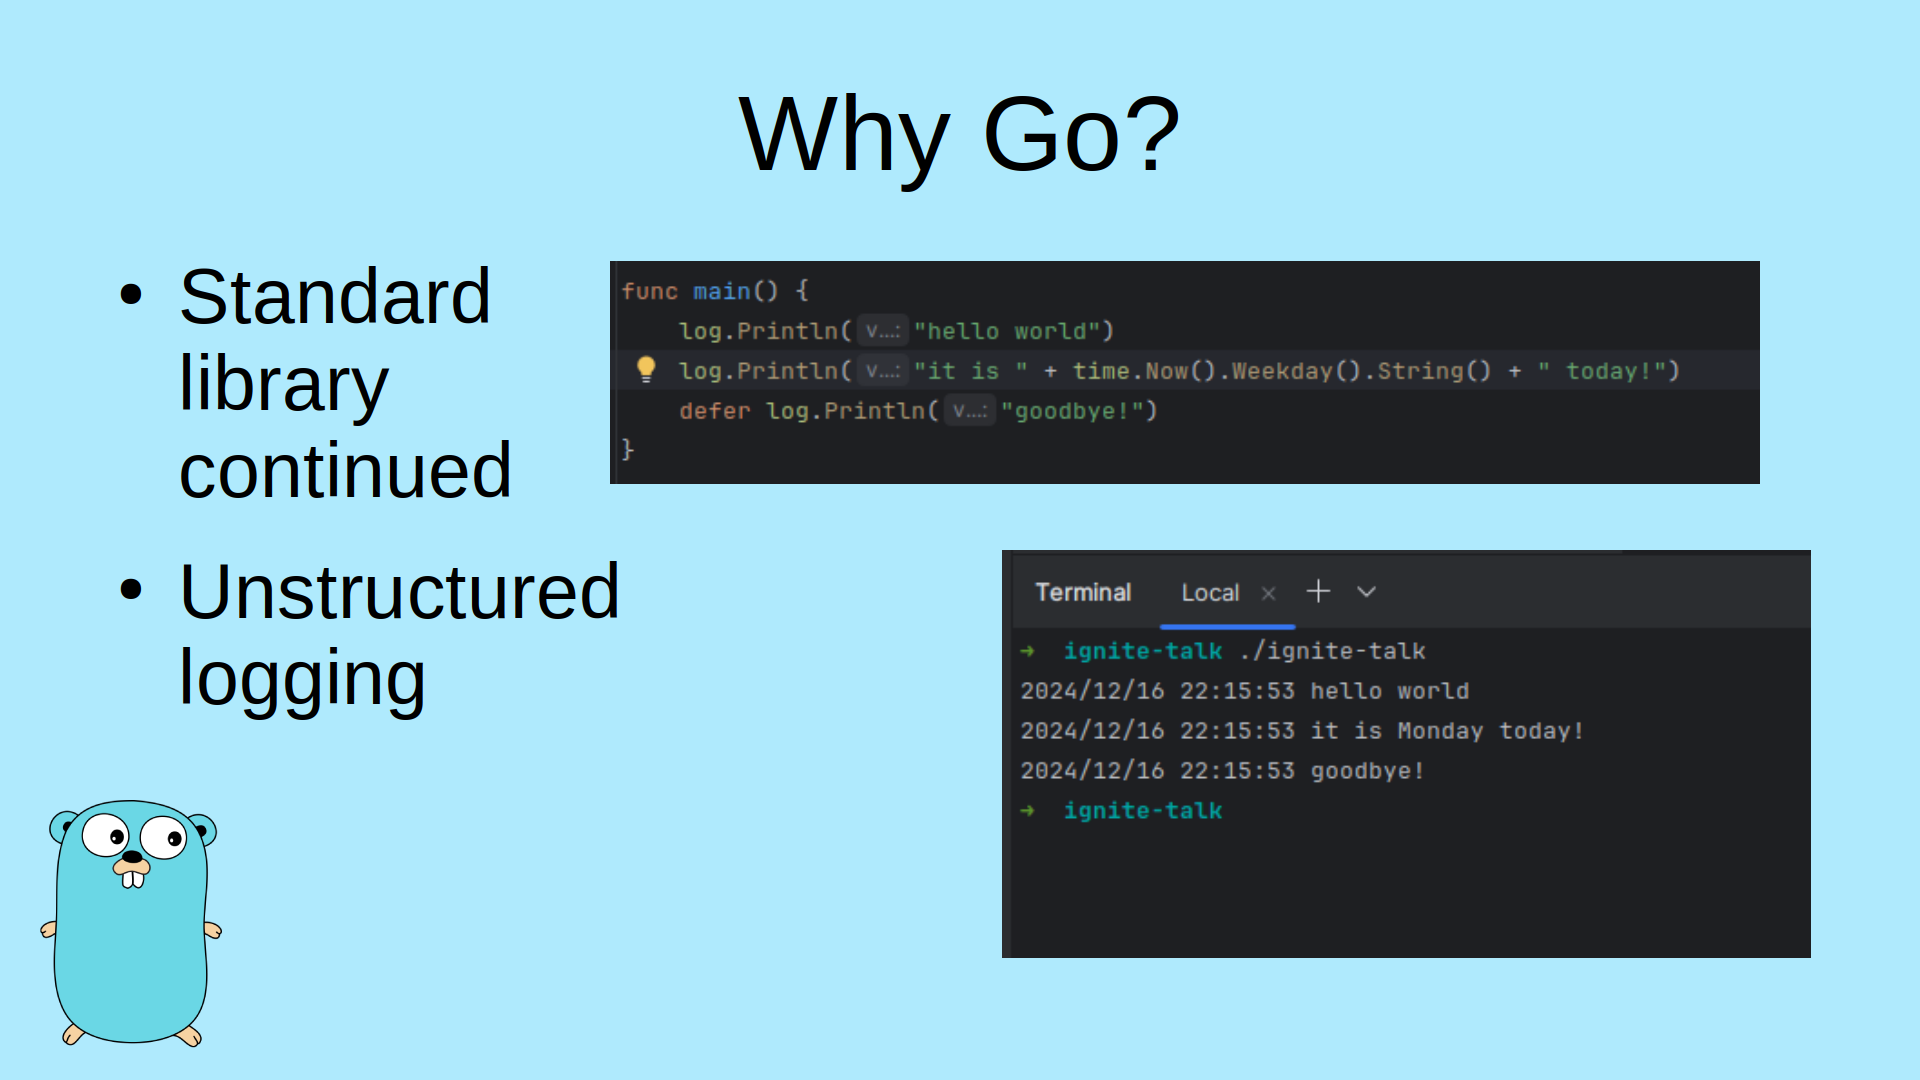 Why Go?
• Standard
library
continued
• Unstructured
logging
func main() {
log.Println( v...: "hello world")
log.Println( v...: "it is " + time.Now().Weekday().String() + " today!")
defer log.Println( v...: "goodbye!")
}
Terminal Local × + ⌄
➜ ignite-talk ./ignite-talk
2024/12/16 22:15:53 hello world
2024/12/16 22:15:53 it is Monday today!
2024/12/16 22:15:53 goodbye!
➜ ignite-talk